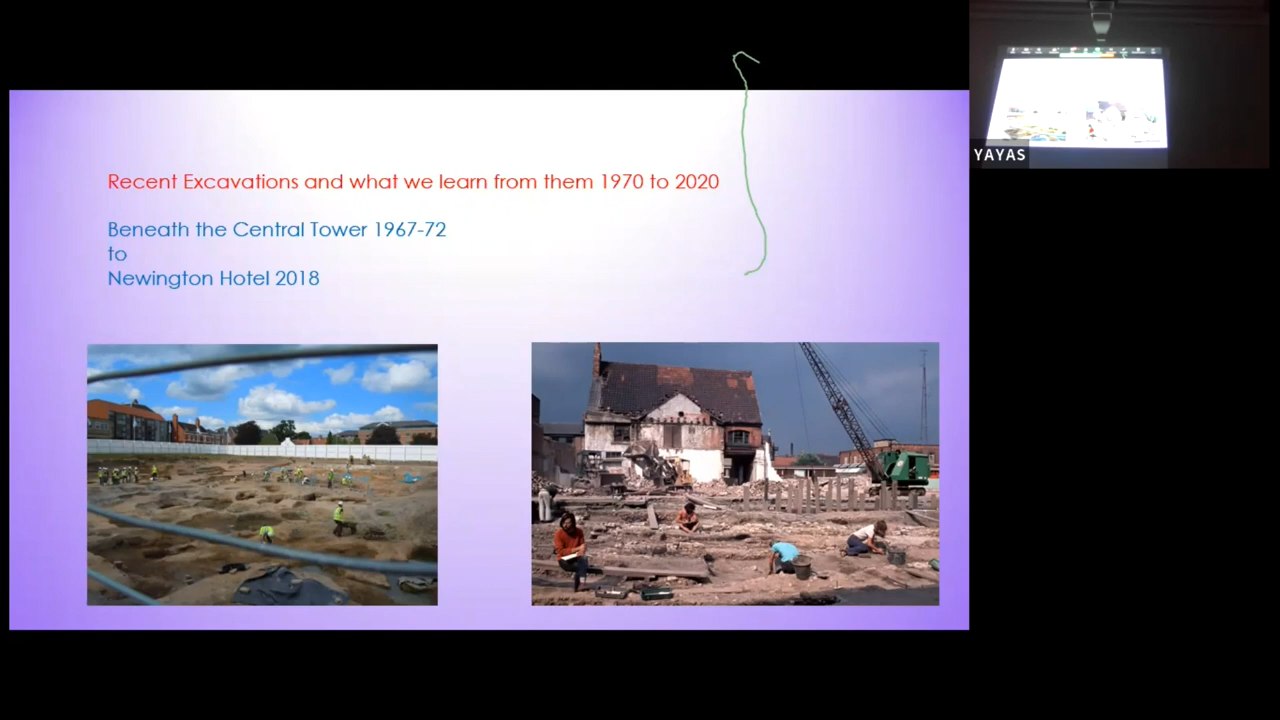 Recent Excavations and what we learn from them 1970 to 2020
Beneath the Central Tower 1967-72
to
Newington Hotel 2018
YAYAS